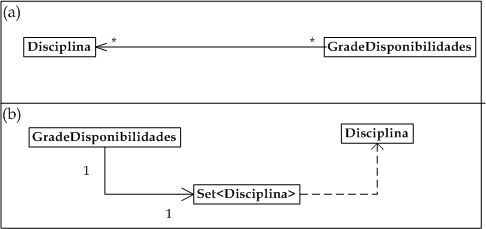 (a)
* *
Disciplina GradeDisponibilidades
(b)
Disciplina
GradeDisponibilidades
1
Set<Disciplina>
1